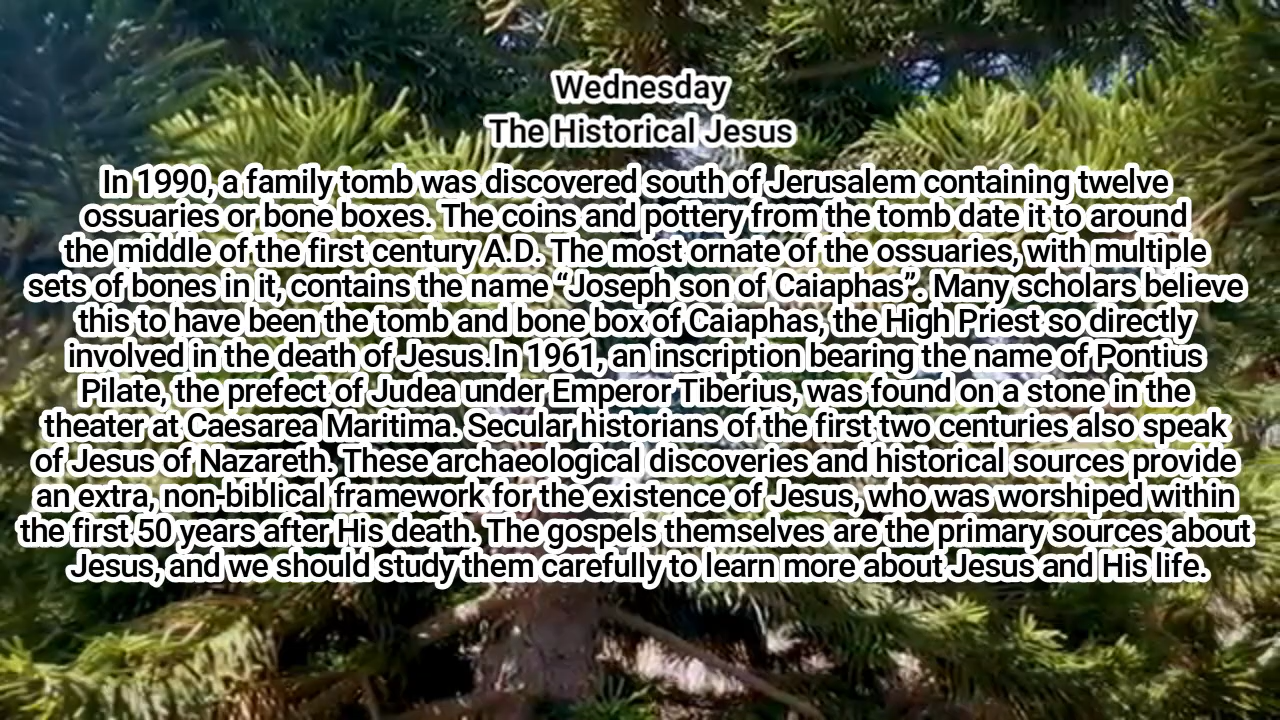 Wednesday
The Historical Jesus
In 1990, a family tomb was discovered south of Jerusalem containing twelve
ossuaries or bone boxes. The coins and pottery from the tomb date it to around
the middle of the first century A.D. The most ornate of the ossuaries, with multiple
sets of bones in it, contains the name “Joseph son of Caiaphas”. Many scholars believe
this to have been the tomb and bone box of Caiaphas, the High Priest so directly
involved in the death of Jesus.In 1961, an inscription bearing the name of Pontius
Pilate, the prefect of Judea under Emperor Tiberius, was found on a stone in the
theater at Caesarea Maritima. Secular historians of the first two centuries also speak
of Jesus of Nazareth. These archaeological discoveries and historical sources provide
an extra, non-biblical framework for the existence of Jesus, who was worshiped within
the first 50 years after His death. The gospels themselves are the primary sources about
Jesus, and we should study them carefully to learn more about Jesus and His life.